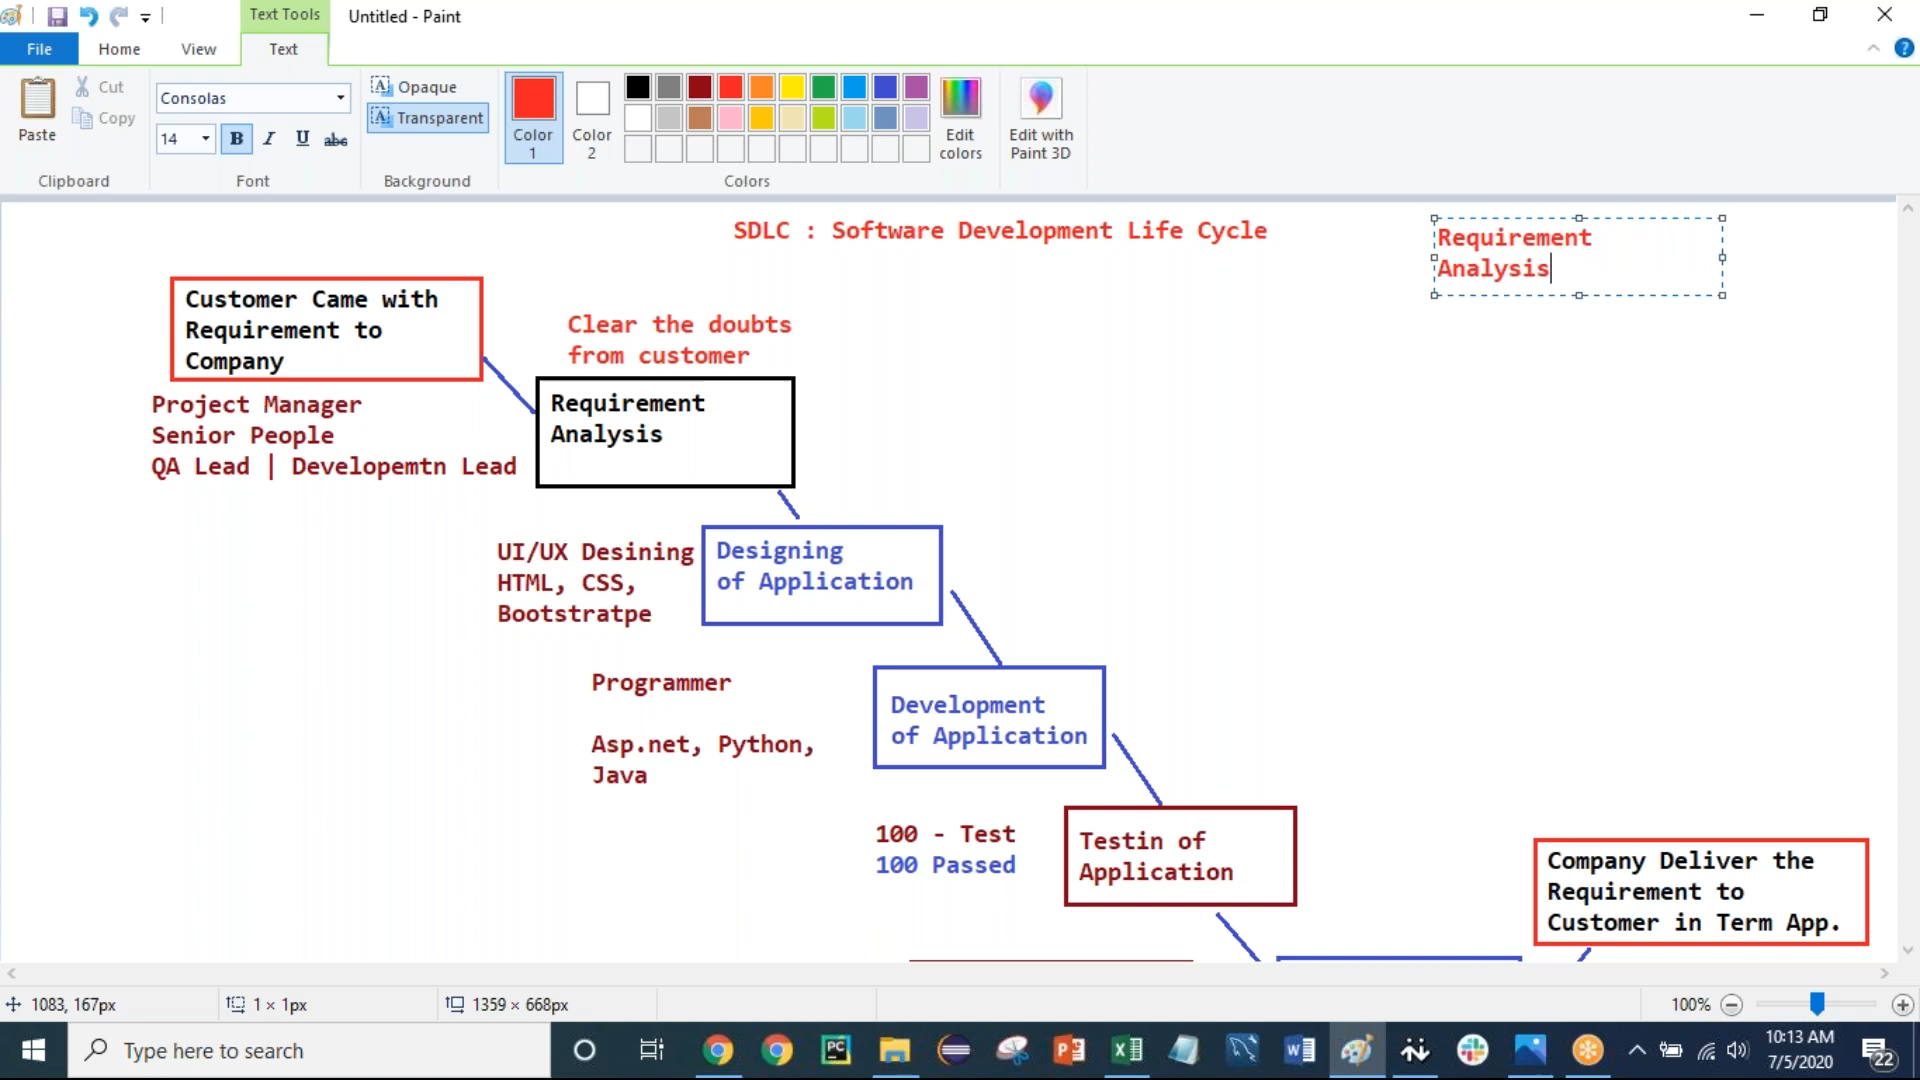 Text Tools
Untitled - Paint
File
Home
View
Text
Paste
Cut
Copy
Clipboard
Consolas
14
B
I
U
abc
Font
Opaque
Transparent
Background
Color
1
Color
2
Edit
colors
Colors
Edit with
Paint 3D
SDLC : Software Development Life Cycle
Requirement
Analysis
Customer Came with
Requirement to
Company
Clear the doubts
from customer
Project Manager
Senior People
QA Lead | Developemtn Lead
Requirement
Analysis
UI/UX Desining
HTML, CSS,
Bootstratpe
Designing
of Application
Programmer
Asp.net, Python,
Java
Development
of Application
100 - Test
100 Passed
Testin of
Application
Company Deliver the
Requirement to
Customer in Term App.
1083, 167px
1 × 1px
1359 × 668px
100%
Type here to search
10:13 AM
7/5/2020
22